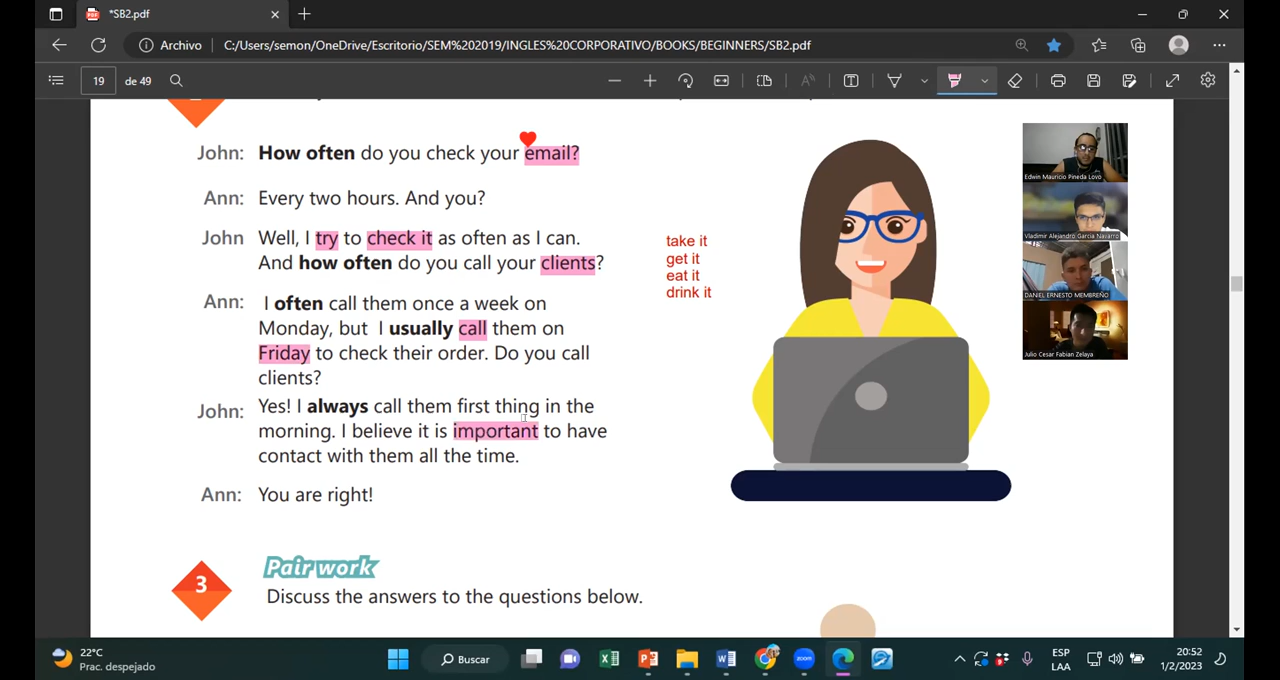 *SB2.pdf
Archivo
C:/Users/semon/OneDrive/Escritorio/SEM%202019/INGLES%20CORPORATIVO/BOOKS/BEGINNERS/SB2.pdf
19 de 49
John: How often do you check your email?
Ann: Every two hours. And you?
John Well, I try to check it as often as I can.
And how often do you call your clients?
Ann: I often call them once a week on
Monday, but I usually call them on
Friday to check their order. Do you call
clients?
John: Yes! I always call them first thing in the
morning. I believe it is important to have
contact with them all the time.
Ann: You are right!
take it
get it
eat it
drink it
Edwin Mauricio Pineda Lovo
Vladimir Alejandro Garcia Navarro
DANIEL ERNESTO MEMBREÑO
Julio Cesar Fabian Zelaya
3
Pair work
Discuss the answers to the questions below.
22°C
Prac. despejado
Buscar
ESP
LAA
20:52
1/2/2023